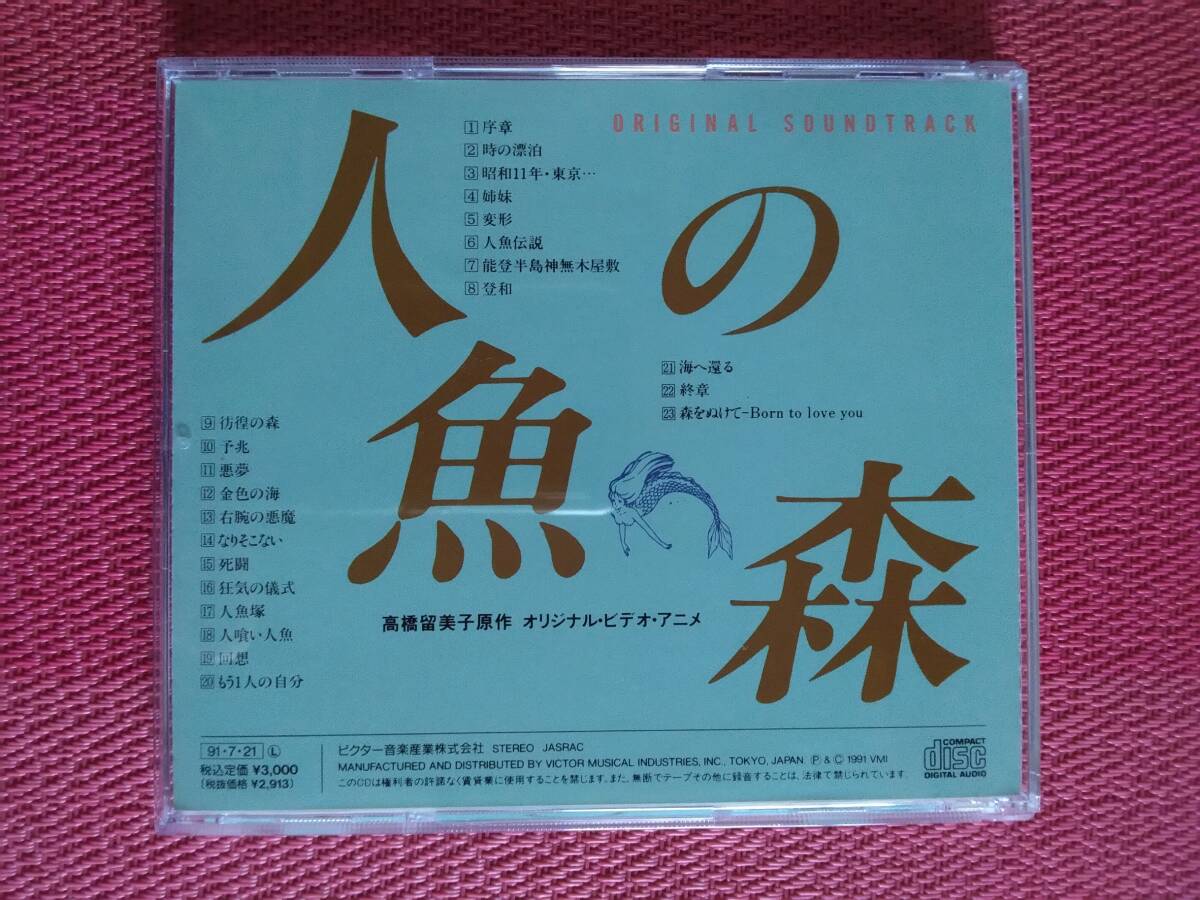 人の魚森
ORIGINAL SOUNDTRACK
1 序章
2 時の漂泊
3 昭和11年・東京…
4 姉妹
5 変形
6 人魚伝説
7 能登半島神無木屋敷
8 登和
9 彷徨の森
10 予兆
11 悪夢
12 金色の海
13 右腕の悪魔
14 なりそこない
15 死闘
16 狂気の儀式
17 人魚塚
18 人喰い人魚
19 回想
20 もう1人の自分
21 海へ還る
22 終章
23 森をぬけて-Born to love you
高橋留美子原作 オリジナル・ビデオ・アニメ
91・7・21 Ⓛ
税込定価 ¥3,000
(税抜価格 ¥2,913)
ビクター音楽産業株式会社 STEREO JASRAC
MANUFACTURED AND DISTRIBUTED BY VICTOR MUSICAL INDUSTRIES, INC., TOKYO, JAPAN Ⓟ & © 1991 VMI
このCDは権利者の許諾なく賃貸業に使用することを禁じます。また、無断でテープその他に録音することは、法律で禁じられています。
COMPACT
disc
DIGITAL AUDIO